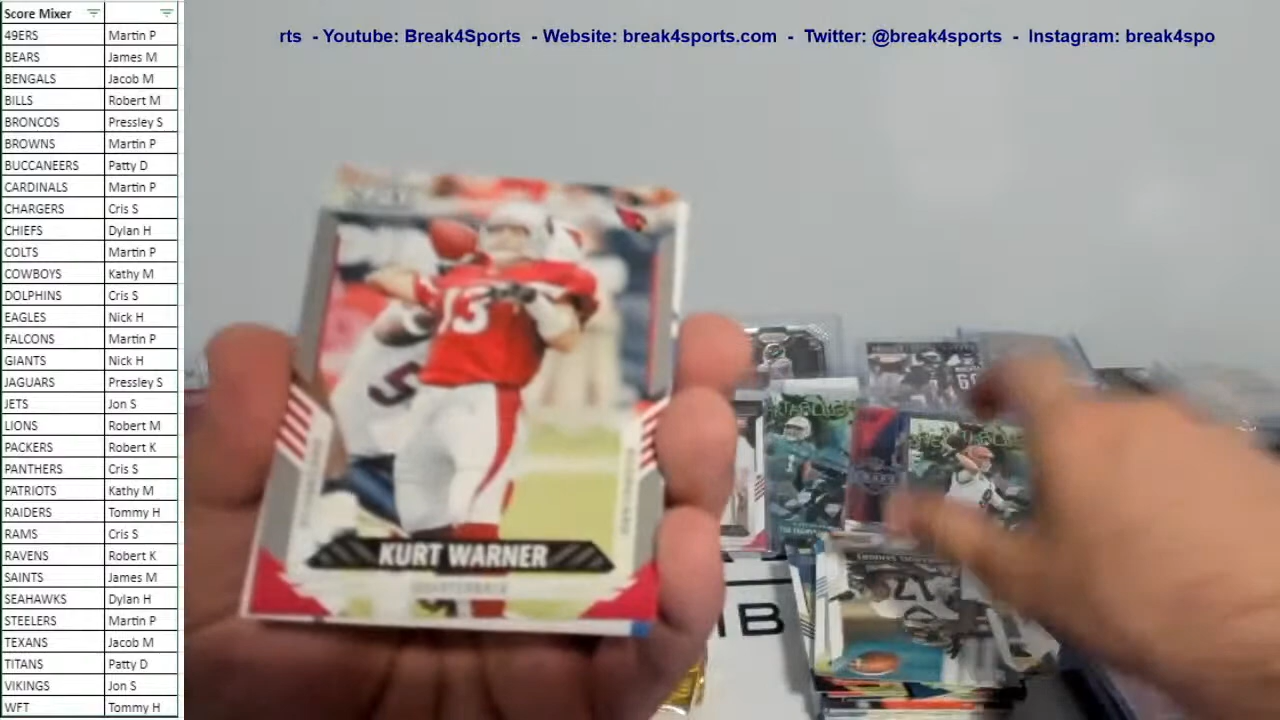 Score Mixer
49ERS Martin P
BEARS James M
BENGALS Jacob M
BILLS Robert M
BRONCOS Pressley S
BROWNS Martin P
BUCCANEERS Patty D
CARDINALS Martin P
CHARGERS Cris S
CHIEFS Dylan H
COLTS Martin P
COWBOYS Kathy M
DOLPHINS Cris S
EAGLES Nick H
FALCONS Martin P
GIANTS Nick H
JAGUARS Pressley S
JETS Jon S
LIONS Robert M
PACKERS Robert K
PANTHERS Cris S
PATRIOTS Kathy M
RAIDERS Tommy H
RAMS Cris S
RAVENS Robert K
SAINTS James M
SEAHAWKS Dylan H
STEELERS Martin P
TEXANS Jacob M
TITANS Patty D
VIKINGS Jon S
WFT Tommy H
rts - Youtube: Break4Sports - Website: break4sports.com - Twitter: @break4sports - Instagram: break4spo
13
5
KURT WARNER
QUARTERBACK